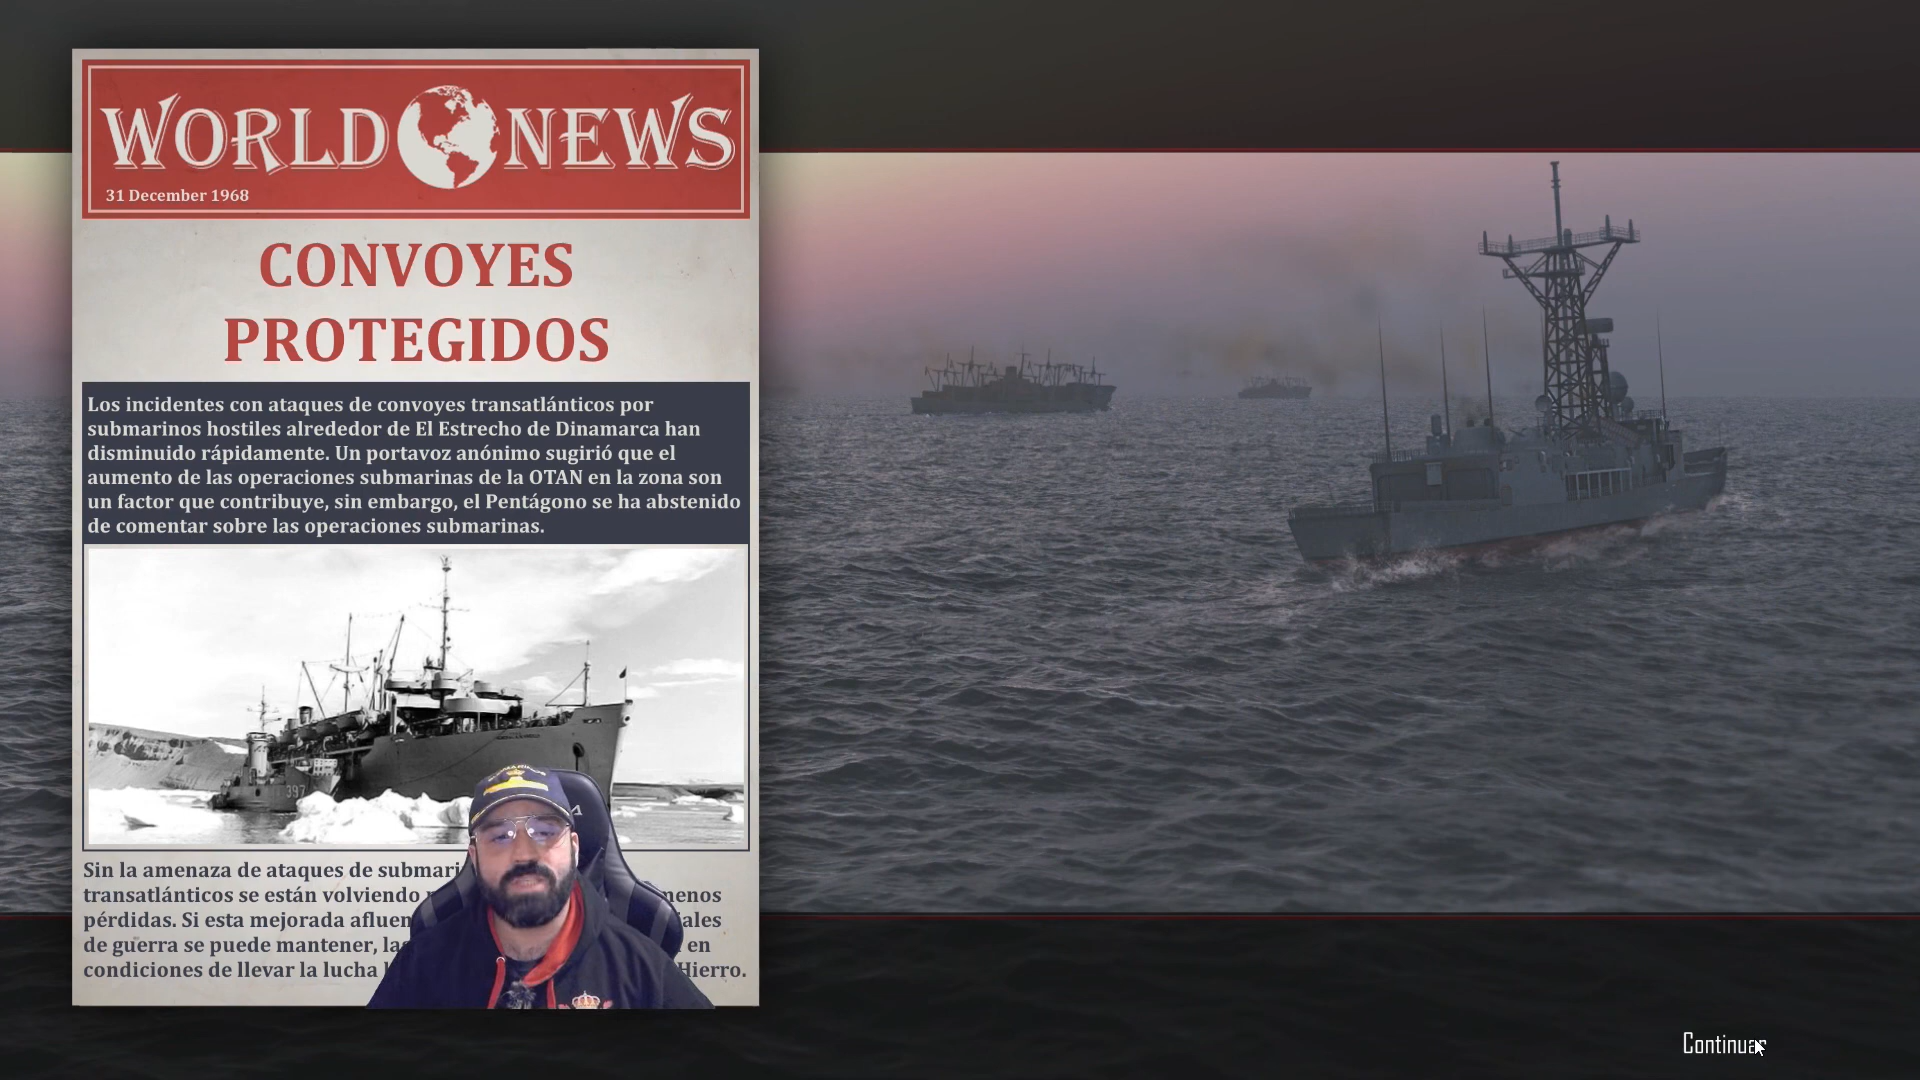 WORLD NEWS
31 December 1968
CONVOYES
PROTEGIDOS
Los incidentes con ataques de convoyes transatlánticos por
submarinos hostiles alrededor de El Estrecho de Dinamarca han
disminuido rápidamente. Un portavoz anónimo sugirió que el
aumento de las operaciones submarinas de la OTAN en la zona son
un factor que contribuye, sin embargo, el Pentágono se ha abstenido
de comentar sobre las operaciones submarinas.
397
Sin la amenaza de ataques de
transatlánticos se están volviendo menos
pérdidas. Si esta mejorada
de guerra se puede mantener, en
condiciones de llevar la lucha Hierro.
Continuar